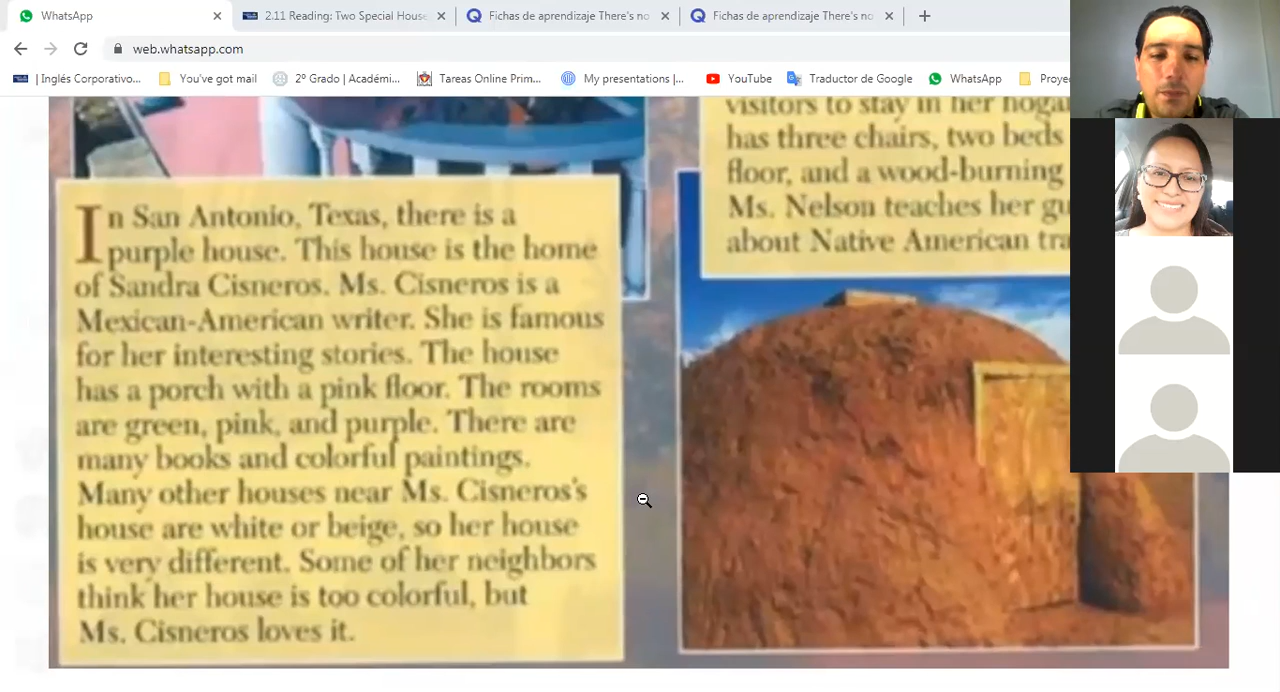 WhatsApp
2.11 Reading: Two Special House
Fichas de aprendizaje There's no
Fichas de aprendizaje There's no
web.whatsapp.com
| Inglés Corporativo...
You've got mail
2º Grado | Académi...
Tareas Online Prim...
My presentations |...
YouTube
Traductor de Google
WhatsApp
Proye
In San Antonio, Texas, there is a
purple house. This house is the home
of Sandra Cisneros. Ms. Cisneros is a
Mexican-American writer. She is famous
for her interesting stories. The house
has a porch with a pink floor. The rooms
are green, pink, and purple. There are
many books and colorful paintings.
Many other houses near Ms. Cisneros's
house are white or beige, so her house
is very different. Some of her neighbors
think her house is too colorful, but
Ms. Cisneros loves it.
visitors to stay in her hoga
has three chairs, two beds
floor, and a wood-burning
Ms. Nelson teaches her gu
about Native American tra